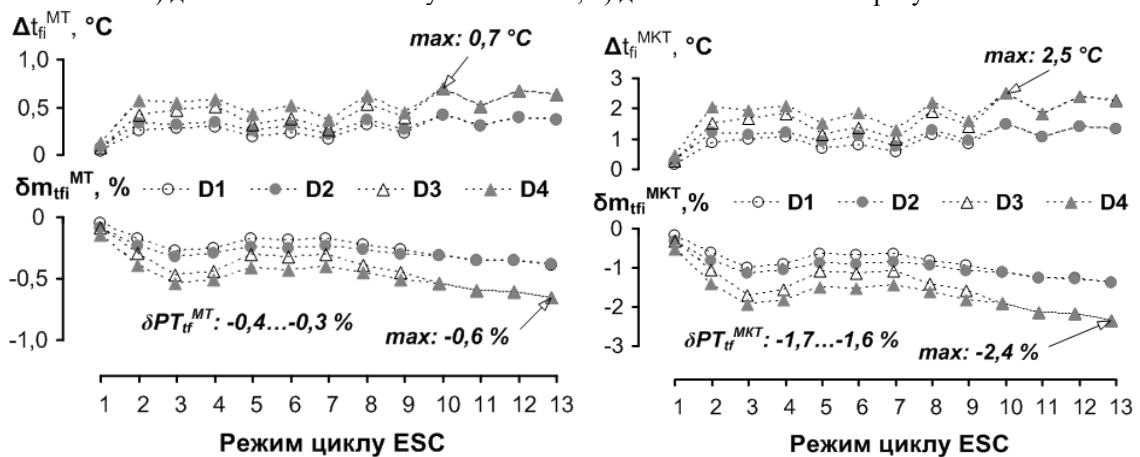 Δt_fi^MT, °C
max: 0,7 °C
1,0
0,5
0
δm_tfi^MT, %
D1 D2 D3 D4
0
-0,5
-1,0
δPT_tf^MT: -0,4...-0,3 %
max: -0,6 %
1 2 3 4 5 6 7 8 9 10 11 12 13
Режим циклу ESC
Δt_fi^MKT, °C
max: 2,5 °C
3
2
1
0
δm_tfi^MKT,%
D1 D2 D3 D4
0
-1
-2
-3
δPT_tf^MKT: -1,7...-1,6 %
max: -2,4 %
1 2 3 4 5 6 7 8 9 10 11 12 13
Режим циклу ESC